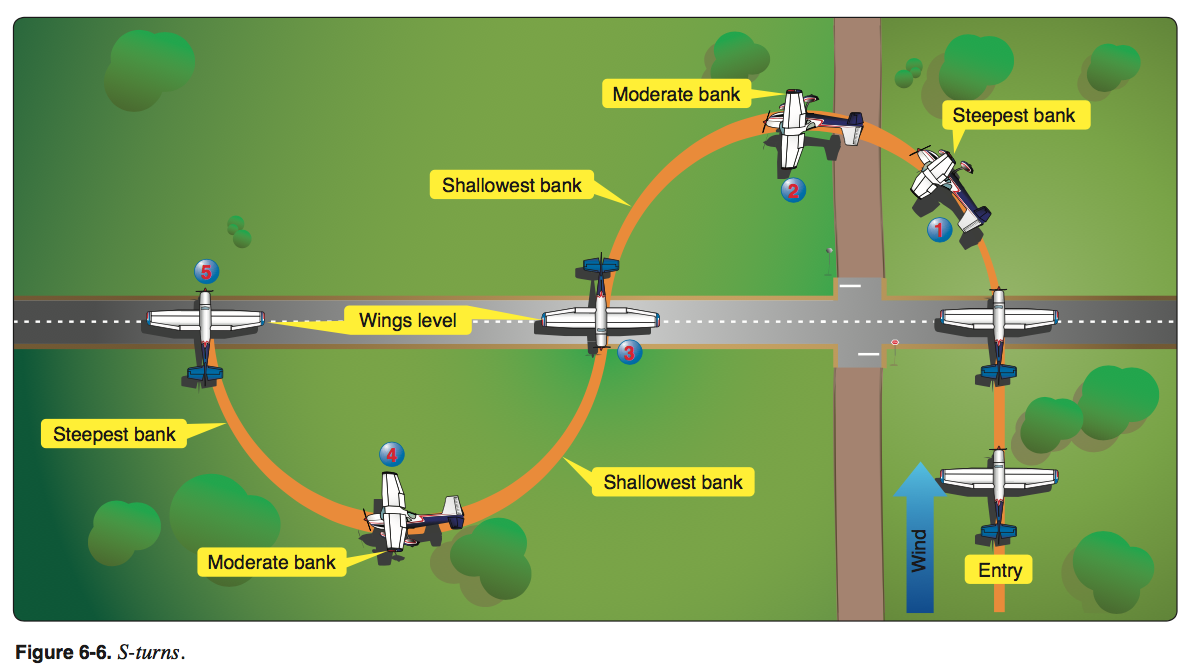 Moderate bank
Steepest bank
2
Shallowest bank
1
5
Wings level
3
Steepest bank
4
Shallowest bank
Moderate bank
Wind
Entry
Figure 6-6. S-turns.